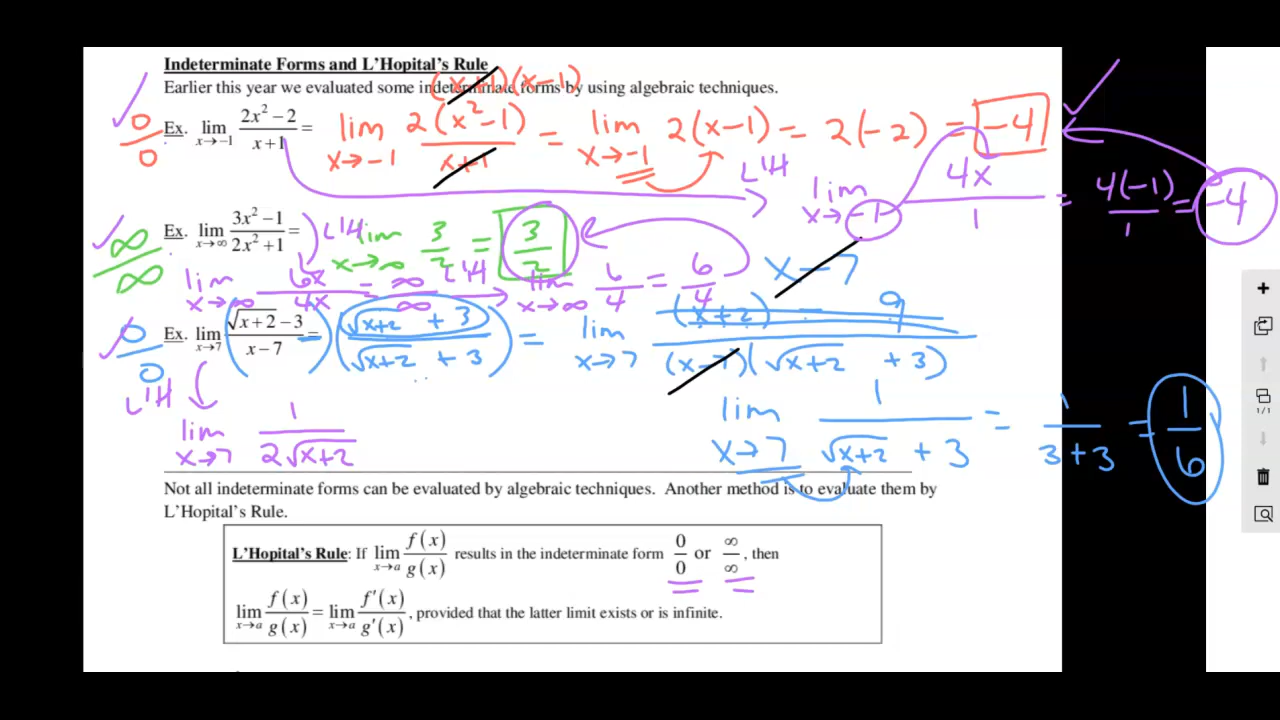 Indeterminate Forms and L'Hopital's Rule
(x+1)(x-1)
Earlier this year we evaluated some indeterminate forms by using algebraic techniques.
0/0 Ex. lim x→-1 (2x² - 2)/(x+1) = lim x→-1 2(x²-1)/(x+1) = lim x→-1 2(x-1) = 2(-2) = -4
L'H lim x→-1 4x/1 = 4(-1)/1 = -4
∞/∞ Ex. lim x→∞ (3x² - 1)/(2x² + 1) = L'H lim x→∞ 3/2 = 3/2
lim x→∞ 6x/4x = ∞/∞ L'H lim x→∞ 6/4 = 6/4
x-7
0/0 Ex. lim x→7 (√(x+2) - 3)/(x-7) = (√(x+2) + 3)/(√(x+2) + 3) = lim x→7 ((x+2) - 9)/((x-7)(√(x+2) + 3))
L'H lim x→7 1/(2√(x+2))
lim x→7 1/(√(x+2) + 3) = 1/(3+3) = 1/6
Not all indeterminate forms can be evaluated by algebraic techniques. Another method is to evaluate them by
L'Hopital's Rule.
L'Hopital's Rule: If lim x→a f(x)/g(x) results in the indeterminate form 0/0 or ∞/∞, then
lim x→a f(x)/g(x) = lim x→a f'(x)/g'(x), provided that the latter limit exists or is infinite.
1/1